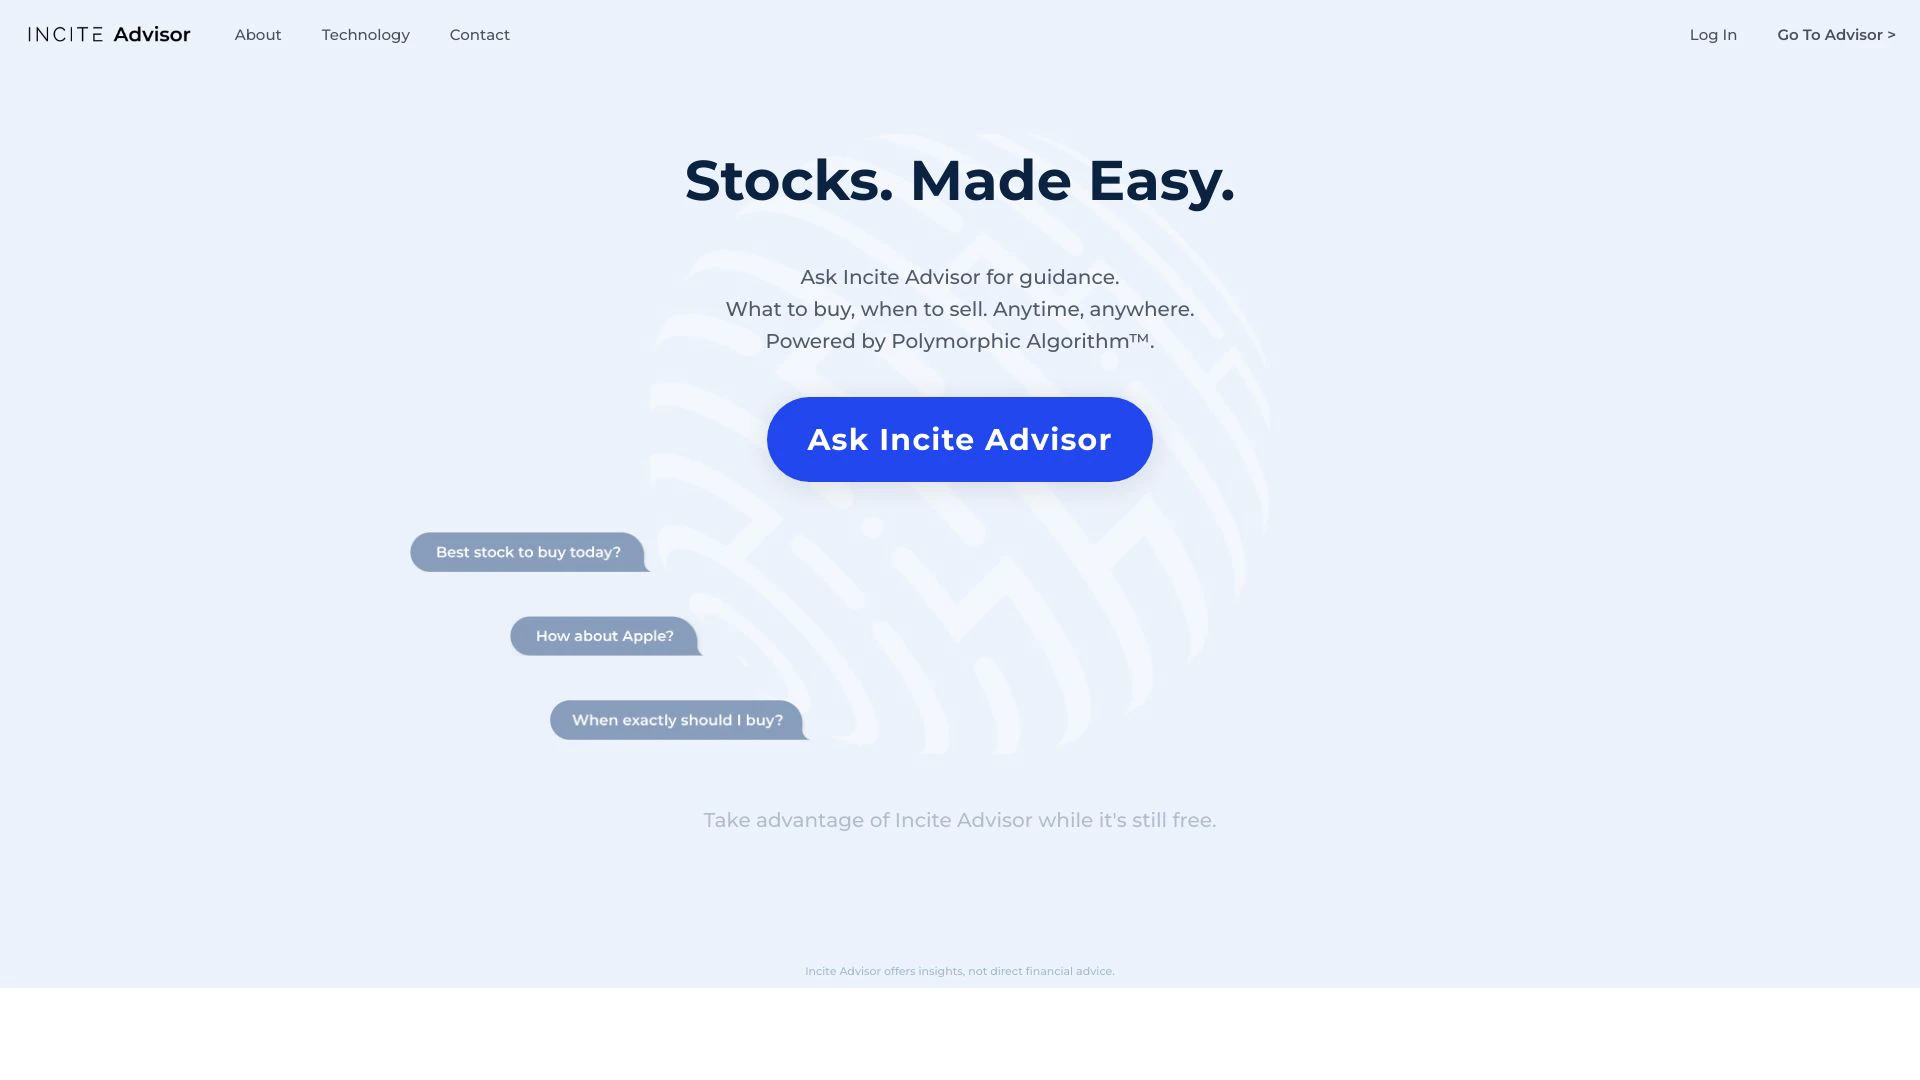 INCITE Advisor
About
Technology
Contact
Log In
Go To Advisor >
Stocks. Made Easy.
Ask Incite Advisor for guidance.
What to buy, when to sell. Anytime, anywhere.
Powered by Polymorphic Algorithm™.
Ask Incite Advisor
Best stock to buy today?
How about Apple?
When exactly should I buy?
Take advantage of Incite Advisor while it's still free.
Incite Advisor offers insights, not direct financial advice.